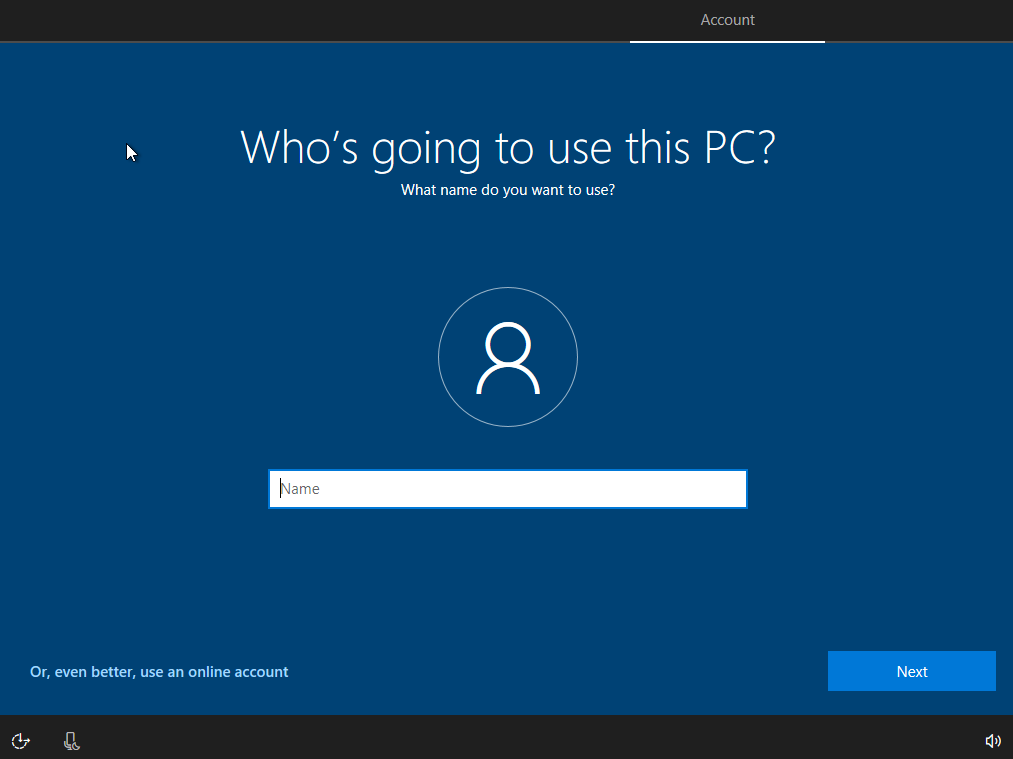 Account
Who’s going to use this PC?
What name do you want to use?
Name
Or, even better, use an online account
Next